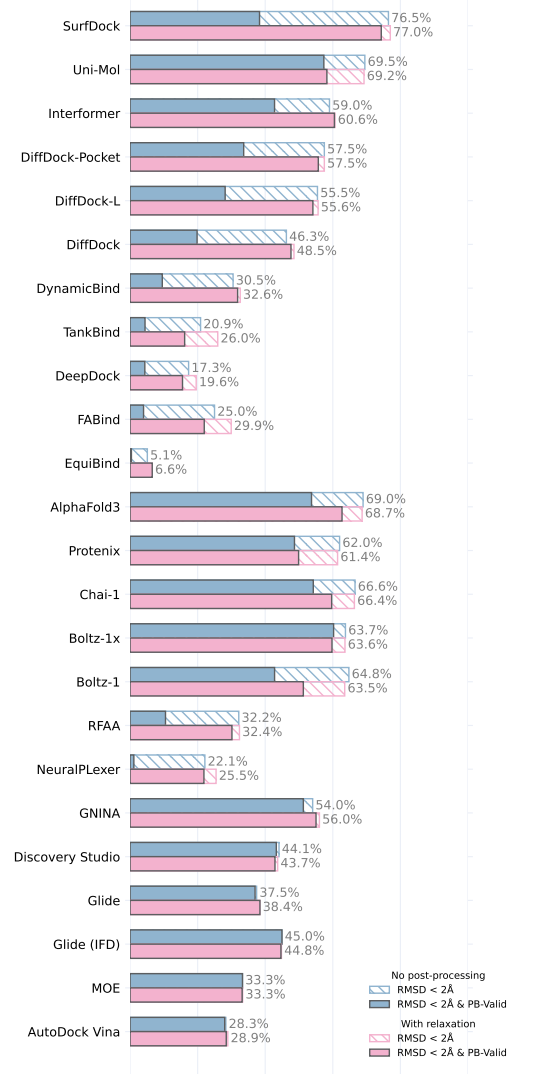 SurfDock
76.5%
77.0%
Uni-Mol
69.5%
69.2%
Interformer
59.0%
60.6%
DiffDock-Pocket
57.5%
57.5%
DiffDock-L
55.5%
55.6%
DiffDock
46.3%
48.5%
DynamicBind
30.5%
32.6%
TankBind
20.9%
26.0%
DeepDock
17.3%
19.6%
FABind
25.0%
29.9%
EquiBind
5.1%
6.6%
AlphaFold3
69.0%
68.7%
Protenix
62.0%
61.4%
Chai-1
66.6%
66.4%
Boltz-1x
63.7%
63.6%
Boltz-1
64.8%
63.5%
RFAA
32.2%
32.4%
NeuralPLexer
22.1%
25.5%
GNINA
54.0%
56.0%
Discovery Studio
44.1%
43.7%
Glide
37.5%
38.4%
Glide (IFD)
45.0%
44.8%
MOE
33.3%
33.3%
AutoDock Vina
28.3%
28.9%
No post-processing
RMSD < 2Å
RMSD < 2Å & PB-Valid
With relaxation
RMSD < 2Å
RMSD < 2Å & PB-Valid